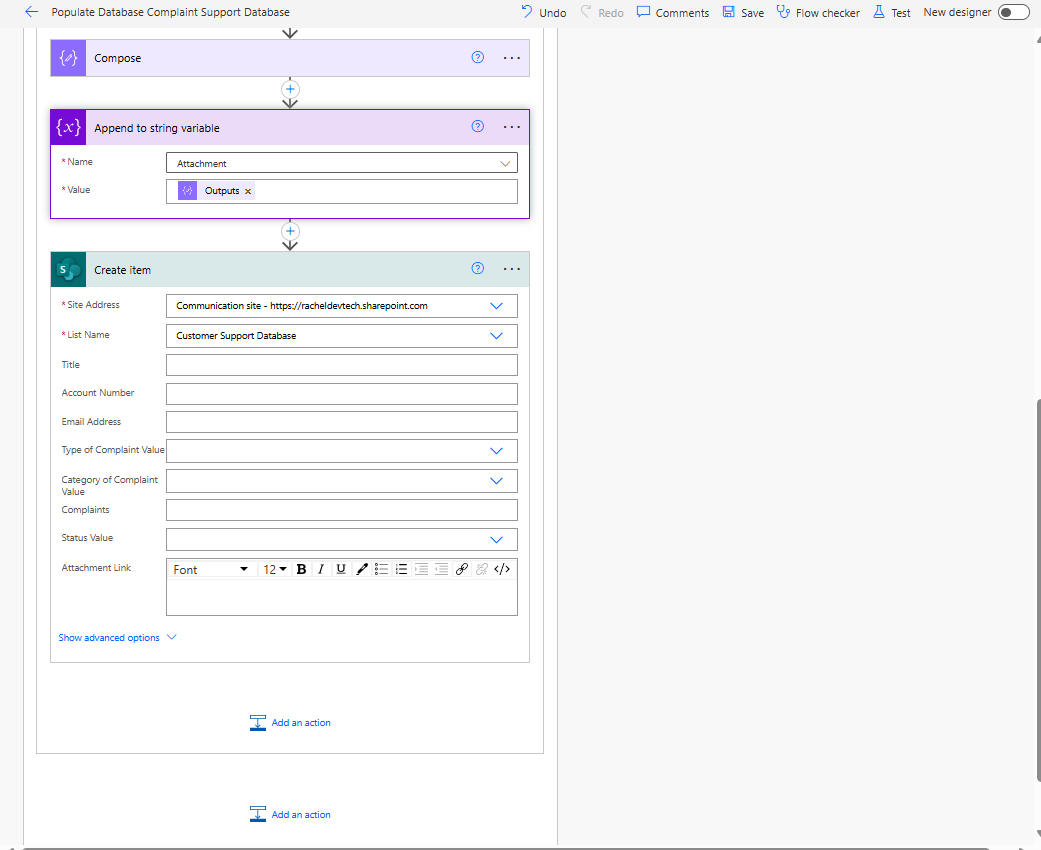 Populate Database Complaint Support Database
Undo
Redo
Comments
Save
Flow checker
Test
New designer
Compose
Append to string variable
* Name
Attachment
* Value
Outputs
Create item
* Site Address
Communication site - https://racheldevtech.sharepoint.com
* List Name
Customer Support Database
Title
Account Number
Email Address
Type of Complaint Value
Category of Complaint
Value
Complaints
Status Value
Attachment Link
Font 12 B I U </>
Show advanced options
Add an action
Add an action